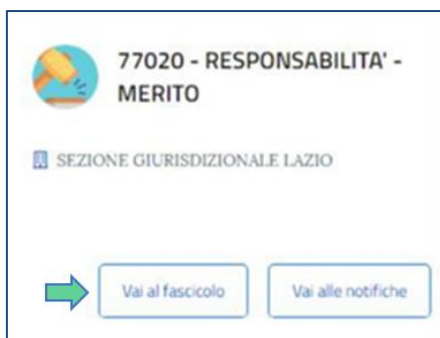 77020 - RESPONSABILITA' -
MERITO
SEZIONE GIURISDIZIONALE LAZIO
Vai al fascicolo
Vai alle notifiche